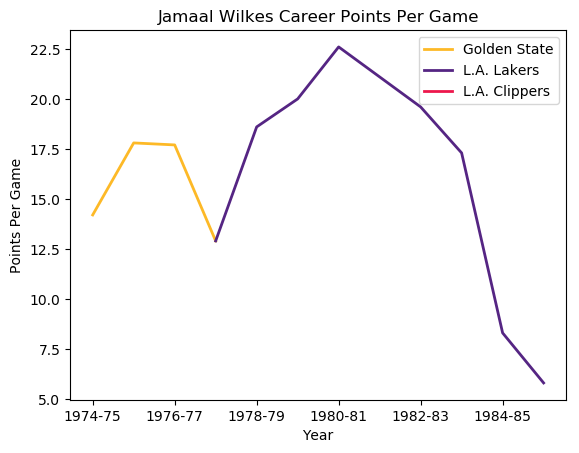 Jamaal Wilkes Career Points Per Game
Golden State
L.A. Lakers
L.A. Clippers
22.5
20.0
17.5
15.0
12.5
10.0
7.5
5.0
Points Per Game
1974-75 1976-77 1978-79 1980-81 1982-83 1984-85
Year